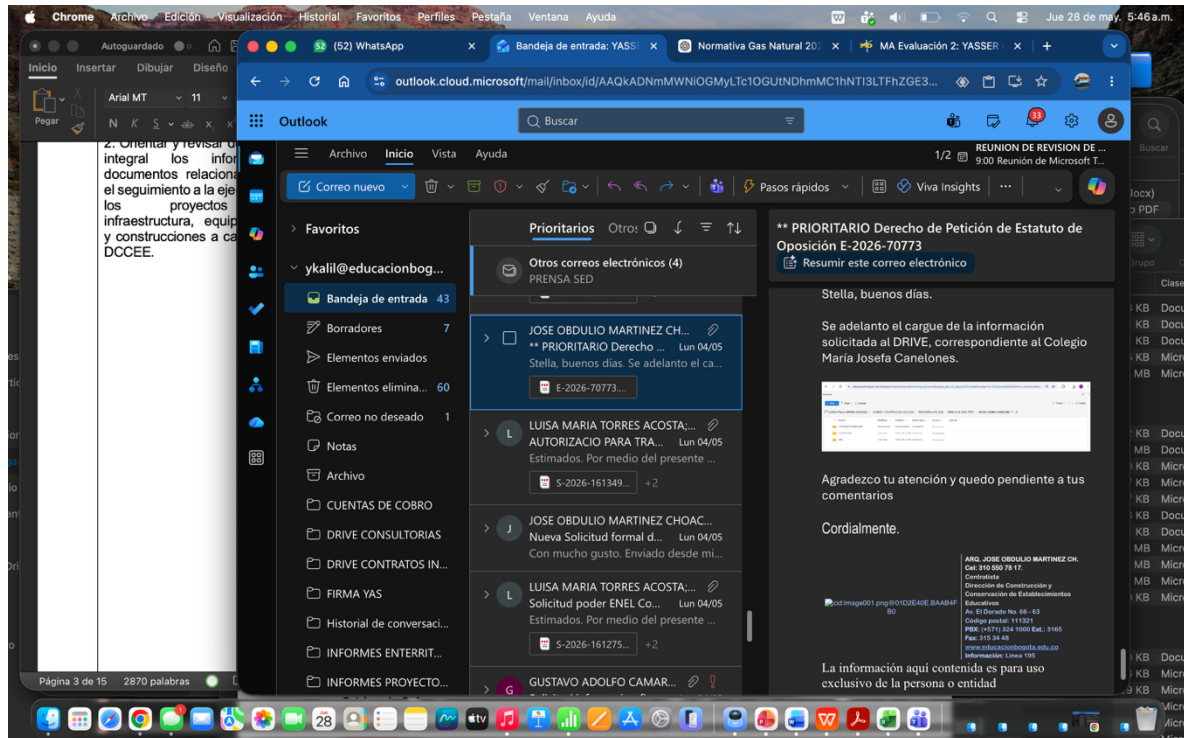 Chrome Archivo Edición Visualización Historial Favoritos Perfiles Pestaña Ventana Ayuda
Jue 28 de may. 5:46 a.m.
Autoguardado
Inicio Insertar Dibujar Diseño
Pegar
Arial MT 11
N K S ab x
2. Orientar y revisar
integral los
documentos
el seguimiento a la
los proyectos
y construcciones a
DCCEE.
Página 3 de 15 2870 palabras
(52) WhatsApp
Bandeja de entrada: YASS
Normativa Gas Natural 202
MA Evaluación 2: YASSER
outlook.cloud.microsoft/mail/inbox/id/AAQkADNmMWNiOGMyLTc1OGUtNDhmMC1hNTI3LTFhZGE3...
Outlook
Buscar
33
Archivo Inicio Vista Ayuda
1/2 REUNION DE REVISION DE ...
9:00 Reunión de Microsoft T...
Correo nuevo
Pasos rápidos
Viva Insights
Favoritos
ykalil@educacionbog...
Bandeja de entrada 43
Borradores 7
Elementos enviados
Elementos elimina... 60
Correo no deseado 1
Notas
Archivo
CUENTAS DE COBRO
DRIVE CONSULTORIAS
DRIVE CONTRATOS IN...
FIRMA YAS
Historial de conversaci...
INFORMES ENTERRIT...
INFORMES PROYECTO...
Prioritarios Otros
Otros correos electrónicos (4)
PRENSA SED
JOSE OBDULIO MARTINEZ CH...
** PRIORITARIO Derecho ... Lun 04/05
Stella, buenos días. Se adelanto el ca...
E-2026-70773....
L
LUISA MARIA TORRES ACOSTA;...
AUTORIZACIO PARA TRA... Lun 04/05
Estimados. Por medio del presente ...
S-2026-161349... +2
J
JOSE OBDULIO MARTINEZ CHOAC...
Nueva Solicitud formal d... Lun 04/05
Con mucho gusto. Enviado desde mi...
L
LUISA MARIA TORRES ACOSTA;...
Solicitud poder ENEL Co... Lun 04/05
Estimados. Por medio del presente ...
S-2026-161275... +2
G
GUSTAVO ADOLFO CAMAR...
** PRIORITARIO Derecho de Petición de Estatuto de
Oposición E-2026-70773
Resumir este correo electrónico
Stella, buenos días.
Se adelanto el cargue de la información
solicitada al DRIVE, correspondiente al Colegio
María Josefa Canelones.
Agradezco tu atención y quedo pendiente a tus
comentarios
Cordialmente.
cid:image001.png@01D2E40E.BAAB4F
B0
ARQ. JOSE OBDULIO MARTINEZ CH.
Cel: 310 550 78 17.
Contratista
Dirección de Construcción y
Conservación de Establecimientos
Educativos
Av. El Dorado No. 66 - 63
Código postal: 111321
PBX: (+571) 324 1000 Ext.: 3165
Fax: 315 34 48
www.educacionbogota.edu.co
Información: Línea 195
La información aquí contenida es para uso
exclusivo de la persona o entidad
Buscar
PDF
Clase
28
tv